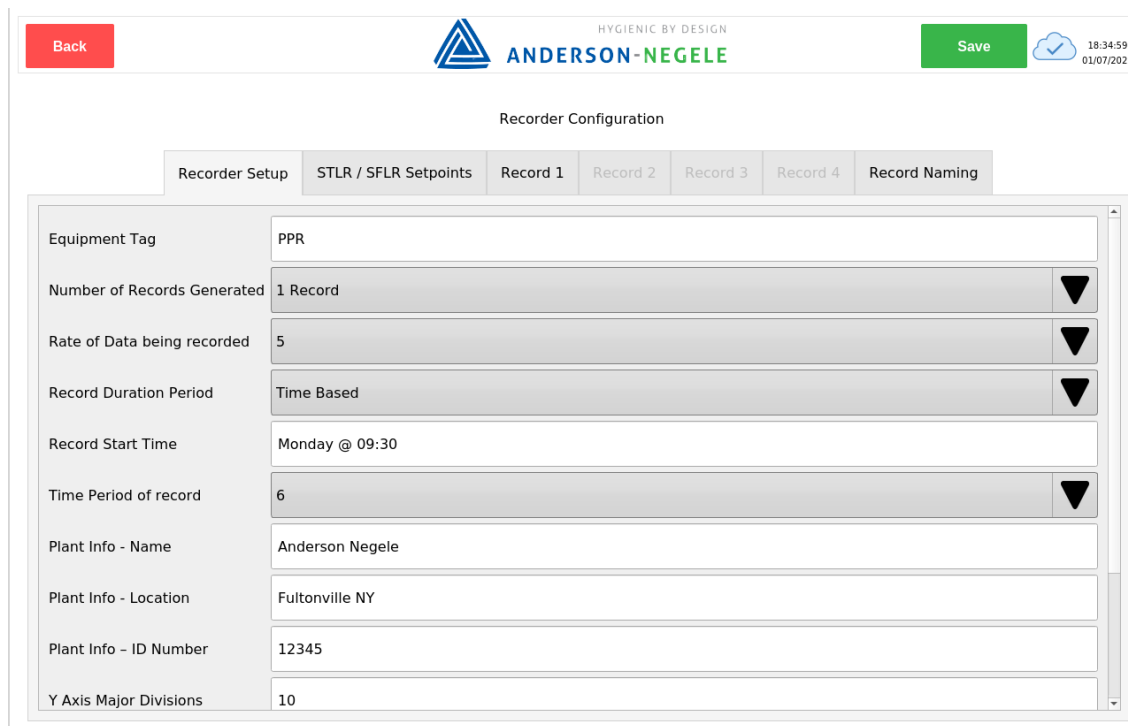 Back
HYGIENIC BY DESIGN
ANDERSON-NEGELE
Save
18:34:59
01/07/202
Recorder Configuration
Recorder Setup
STLR / SFLR Setpoints
Record 1
Record 2
Record 3
Record 4
Record Naming
Equipment Tag
PPR
Number of Records Generated
1 Record
Rate of Data being recorded
5
Record Duration Period
Time Based
Record Start Time
Monday @ 09:30
Time Period of record
6
Plant Info - Name
Anderson Negele
Plant Info - Location
Fultonville NY
Plant Info – ID Number
12345
Y Axis Major Divisions
10